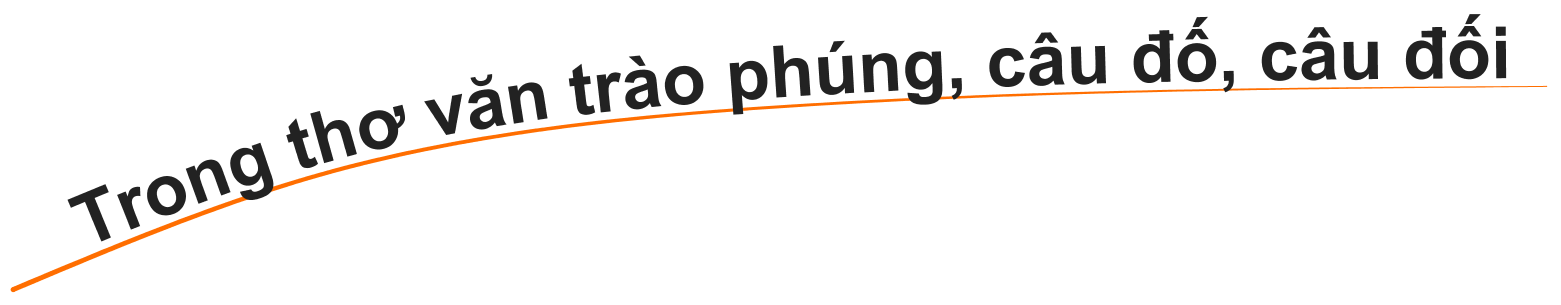 Trong thơ văn trào phúng, câu đố, câu đối